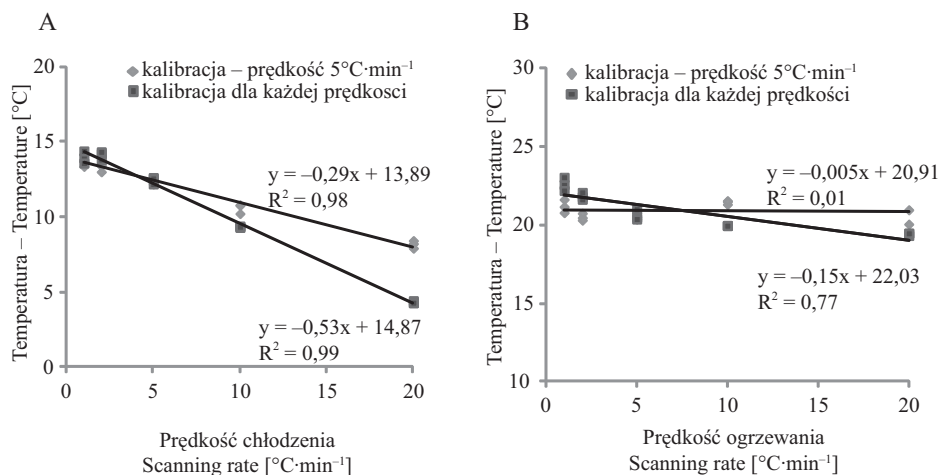 A
20
15
10
5
0
0
5
10
15
20
Temperatura – Temperature [°C]
kalibracja – prędkość 5°C·min⁻¹
kalibracja dla każdej prędkosci
y = –0,29x + 13,89
R² = 0,98
y = –0,53x + 14,87
R² = 0,99
Prędkość chłodzenia
Scanning rate [°C·min⁻¹]
B
30
25
20
15
10
0
5
10
15
20
Temperatura – Temperature [°C]
kalibracja – prędkość 5°C·min⁻¹
kalibracja dla każdej prędkości
y = –0,005x + 20,91
R² = 0,01
y = –0,15x + 22,03
R² = 0,77
Prędkość ogrzewania
Scanning rate [°C·min⁻¹]